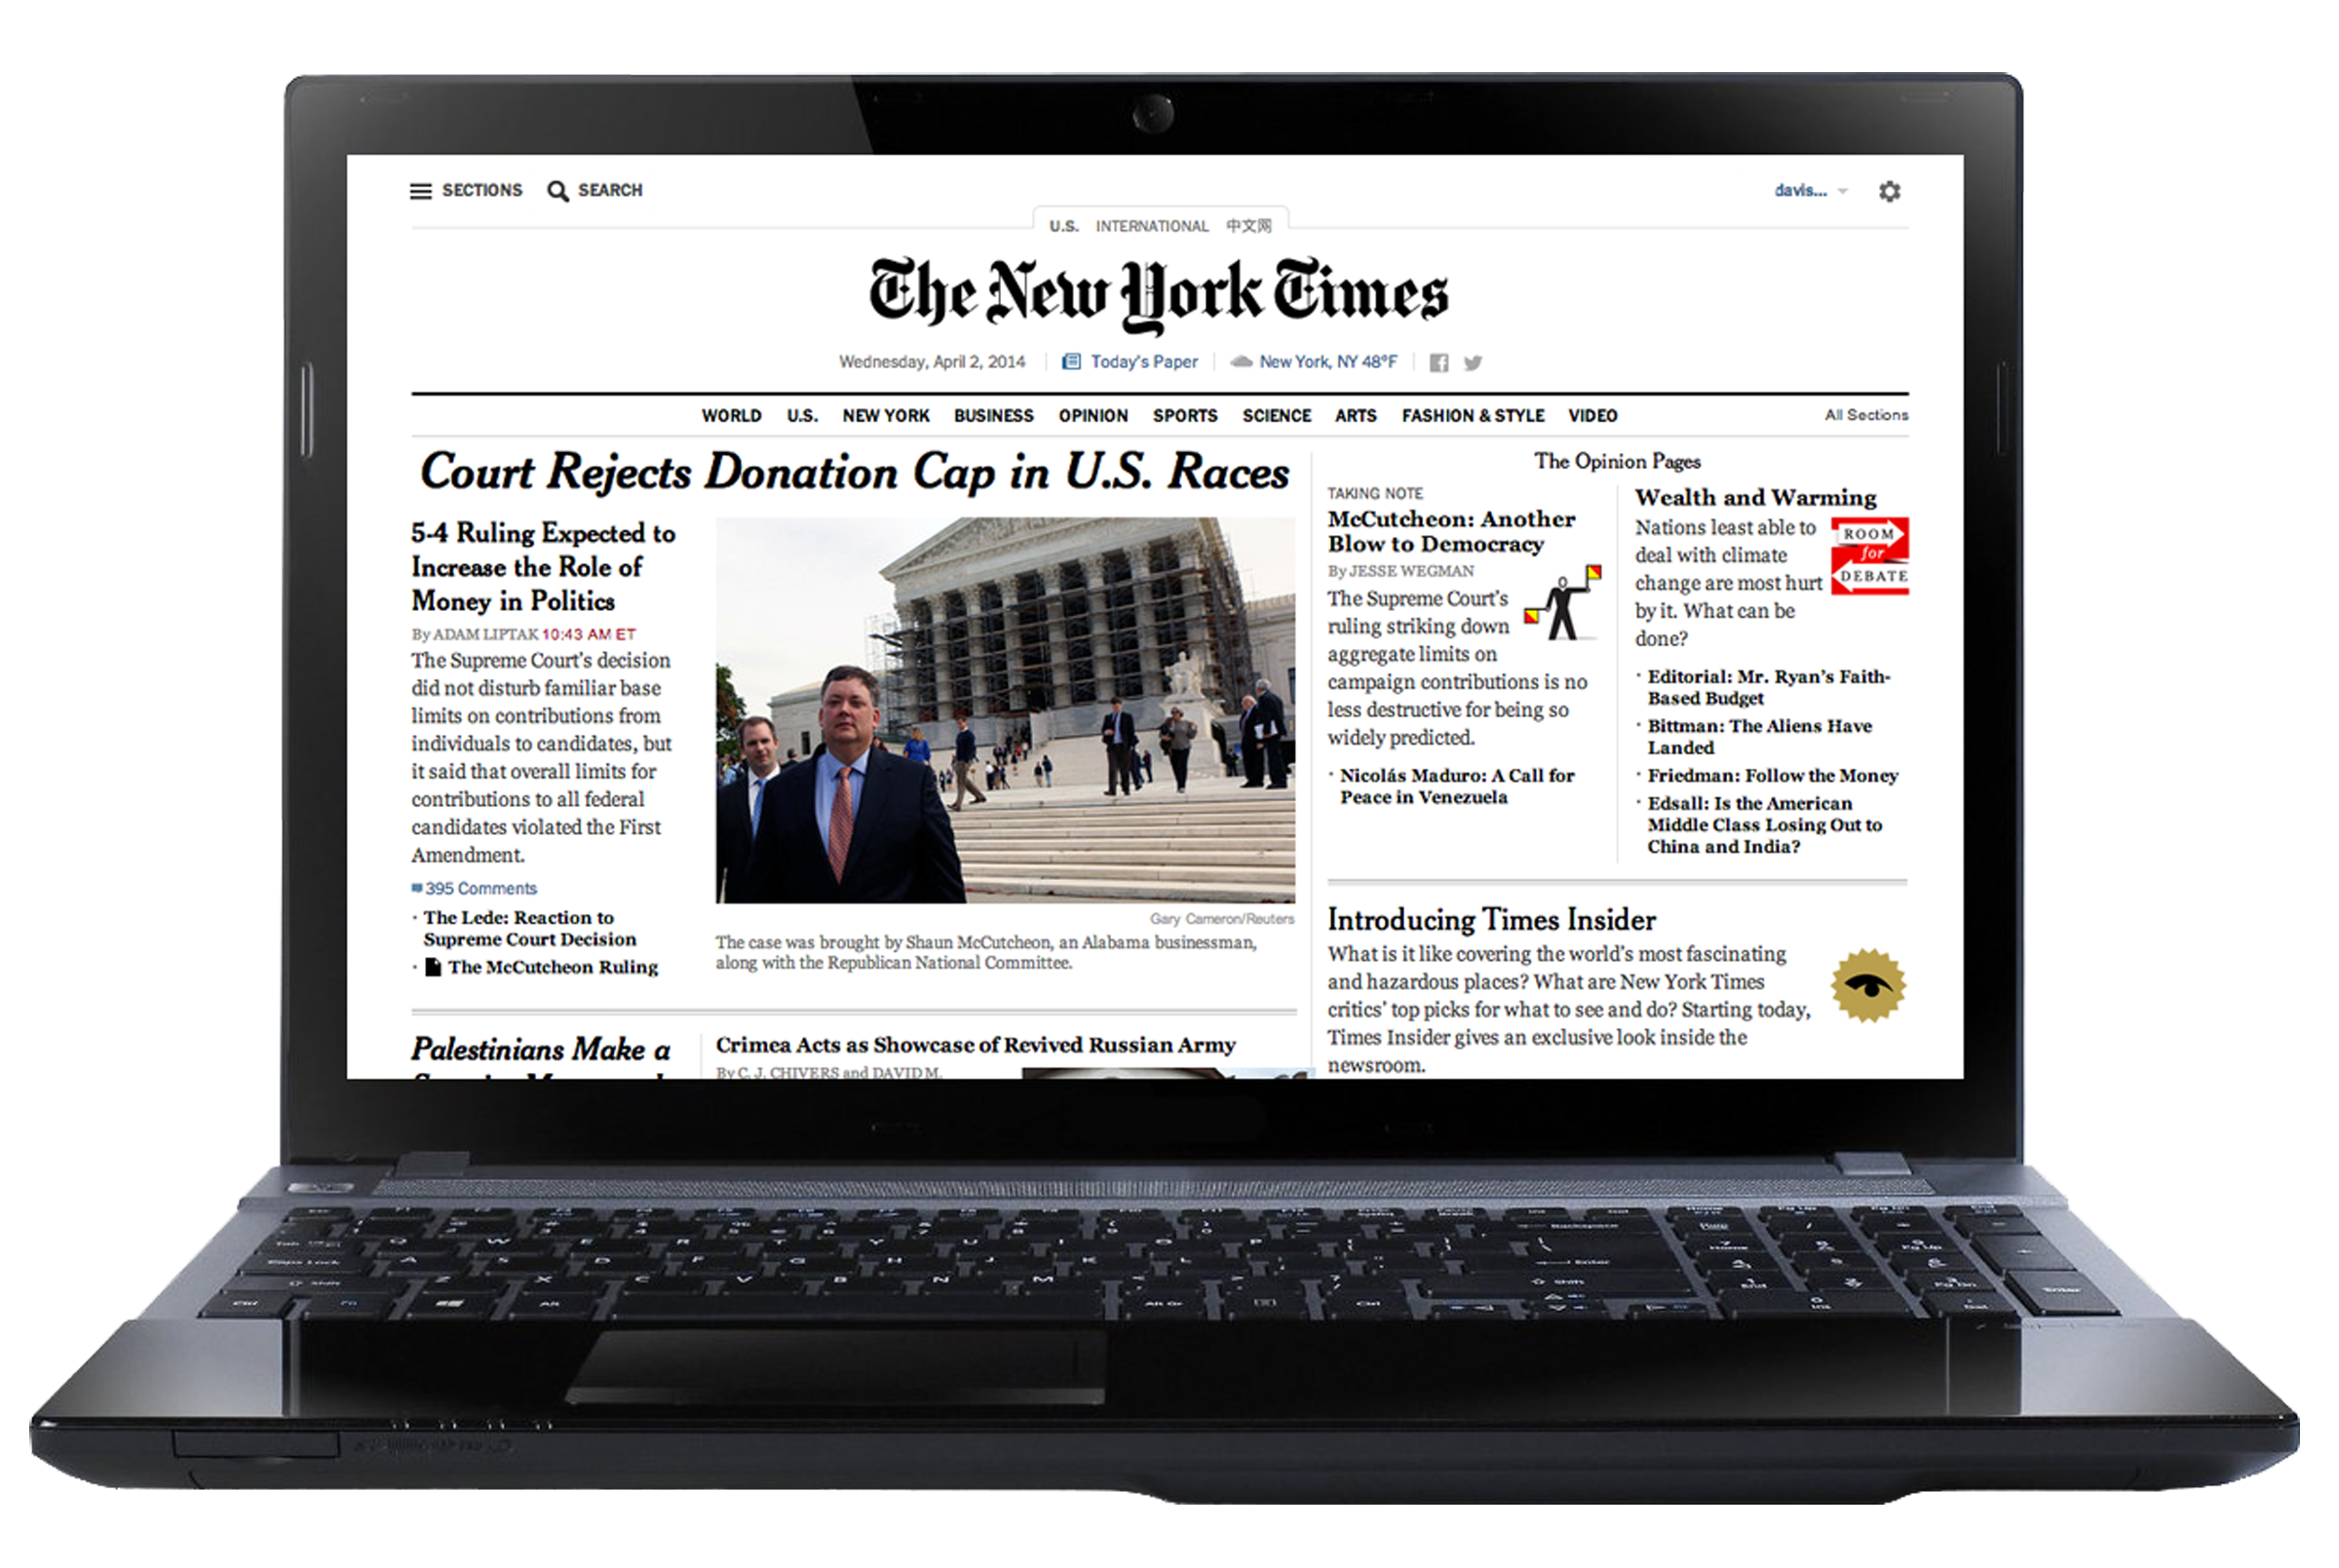 SECTIONS SEARCH
davis...
U.S. INTERNATIONAL 中文网
The New York Times
Wednesday, April 2, 2014 Today's Paper New York, NY 48°F
WORLD U.S. NEW YORK BUSINESS OPINION SPORTS SCIENCE ARTS FASHION & STYLE VIDEO All Sections
Court Rejects Donation Cap in U.S. Races
5-4 Ruling Expected to
Increase the Role of
Money in Politics
By ADAM LIPTAK 10:43 AM ET
The Supreme Court's decision
did not disturb familiar base
limits on contributions from
individuals to candidates, but
it said that overall limits for
contributions to all federal
candidates violated the First
Amendment.
395 Comments
· The Lede: Reaction to
Supreme Court Decision
· The McCutcheon Ruling
Gary Cameron/Reuters
The case was brought by Shaun McCutcheon, an Alabama businessman,
along with the Republican National Committee.
Palestinians Make a
Crimea Acts as Showcase of Revived Russian Army
By C. J. CHIVERS and DAVID M.
The Opinion Pages
TAKING NOTE
McCutcheon: Another
Blow to Democracy
By JESSE WEGMAN
The Supreme Court's
ruling striking down
aggregate limits on
campaign contributions is no
less destructive for being so
widely predicted.
· Nicolás Maduro: A Call for
Peace in Venezuela
Wealth and Warming
Nations least able to
deal with climate
change are most hurt
by it. What can be
done?
ROOM
for
DEBATE
· Editorial: Mr. Ryan's Faith-
Based Budget
· Bittman: The Aliens Have
Landed
· Friedman: Follow the Money
· Edsall: Is the American
Middle Class Losing Out to
China and India?
Introducing Times Insider
What is it like covering the world's most fascinating
and hazardous places? What are New York Times
critics' top picks for what to see and do? Starting today,
Times Insider gives an exclusive look inside the
newsroom.
Q W E R T Y U I O P
Caps Lock A S D F G H J K L Enter
Shift Z X C V B N M Shift
Ctrl Fn Alt Alt Gr Ctrl